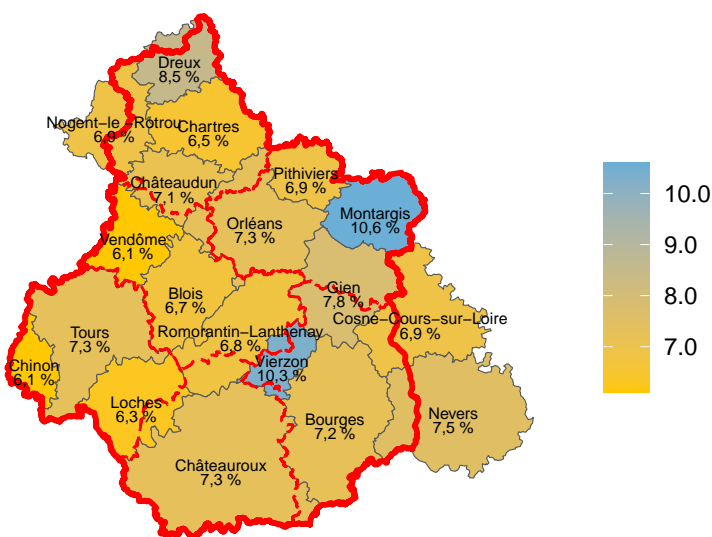 Dreux
8,5 %
Nogent−le −Rotrou
6,9 %
Chartres
6,5 %
Châteaudun
7,1 %
Pithiviers
6,9 %
Montargis
10,6 %
Orléans
7,3 %
Vendôme
6,1 %
Blois
6,7 %
Gien
7,8 %
Cosne−Cours−sur−Loire
6,9 %
Romorantin−Lanthenay
6,8 %
Tours
7,3 %
Vierzon
10,3 %
Chinon
6,1 %
Loches
6,3 %
Bourges
7,2 %
Nevers
7,5 %
Châteauroux
7,3 %
10.0
9.0
8.0
7.0